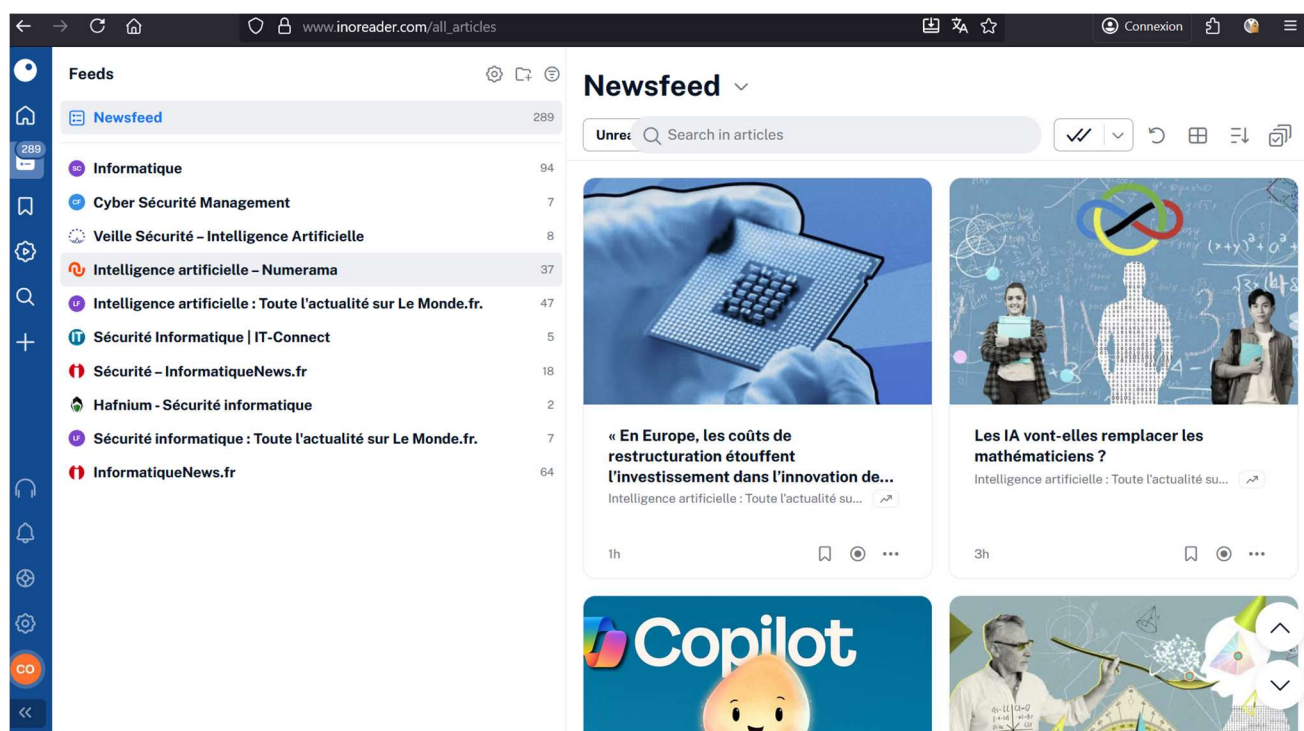 www.inoreader.com/all_articles
Connexion
Feeds
Newsfeed 289
289
Informatique 94
Cyber Sécurité Management 7
Veille Sécurité – Intelligence Artificielle 8
Intelligence artificielle – Numerama 37
Intelligence artificielle : Toute l'actualité sur Le Monde.fr. 47
Sécurité Informatique | IT-Connect 5
Sécurité – InformatiqueNews.fr 18
Hafnium - Sécurité informatique 2
Sécurité informatique : Toute l'actualité sur Le Monde.fr. 7
InformatiqueNews.fr 64
CO
Newsfeed
Unrea
Search in articles
« En Europe, les coûts de
restructuration étouffent
l'investissement dans l'innovation de...
Intelligence artificielle : Toute l'actualité su...
1h
Les IA vont-elles remplacer les
mathématiciens ?
Intelligence artificielle : Toute l'actualité su...
3h
Copilot